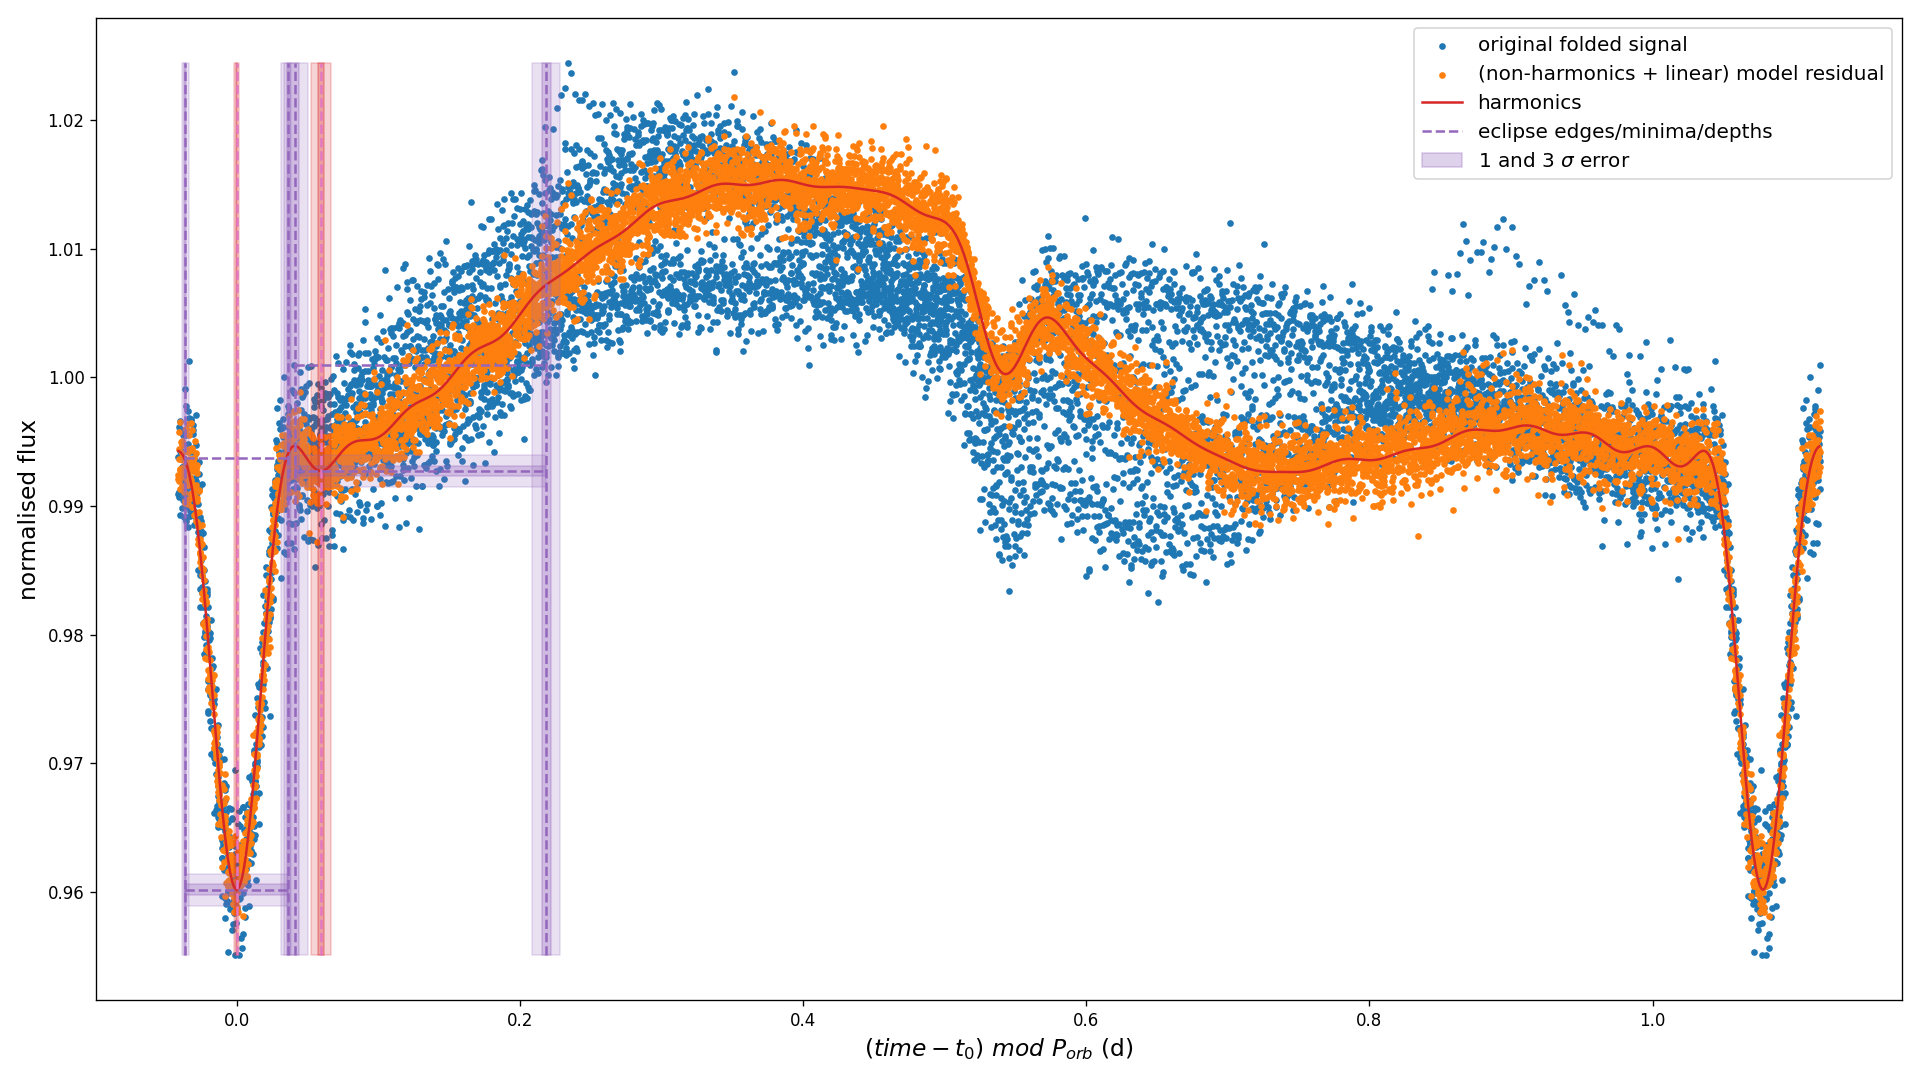 original folded signal
(non-harmonics + linear) model residual
harmonics
eclipse edges/minima/depths
1 and 3 σ error
normalised flux
1.02
1.01
1.00
0.99
0.98
0.97
0.96
0.0 0.2 0.4 0.6 0.8 1.0
(time − t₀) mod Pₒᵣb (d)